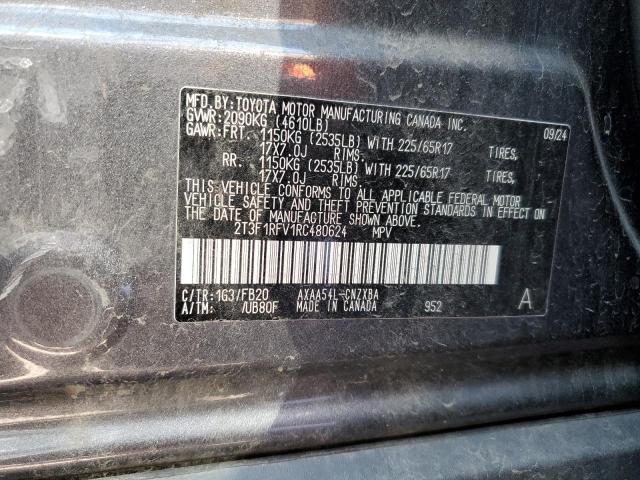 MFD.BY:TOYOTA MOTOR MANUFACTURING CANADA INC.
GVWR:2090KG (4610LB) 09/24
GAWR:FRT. 1150KG (2535LB) WITH 225/65R17 TIRES,
17X7.0J RIMS.
RR. 1150KG (2535LB) WITH 225/65R17 TIRES,
17X7.0J RIMS.
THIS VEHICLE CONFORMS TO ALL APPLICABLE FEDERAL MOTOR
VEHICLE SAFETY AND THEFT PREVENTION STANDARDS IN EFFECT ON
THE DATE OF MANUFACTURE SHOWN ABOVE.
2T3F1RFV1RC480624 MPV
C/TR:1G3/FB20 AXAA54L-CNZXBA
A/TM: /UB80F MADE IN CANADA 952 A